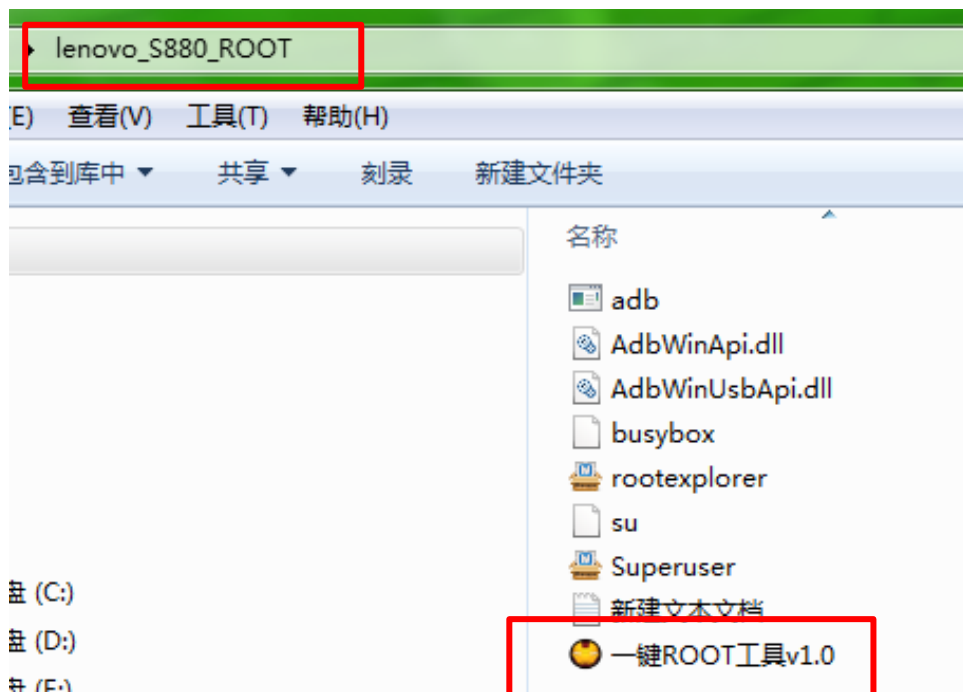 lenovo_S880_ROOT
(E) 查看(V) 工具(T) 帮助(H)
包含到库中 共享 刻录 新建文件夹
名称
adb
AdbWinApi.dll
AdbWinUsbApi.dll
busybox
rootexplorer
su
Superuser
新建文本文档
一键ROOT工具v1.0
盘 (C:)
盘 (D:)
盘 (E:)